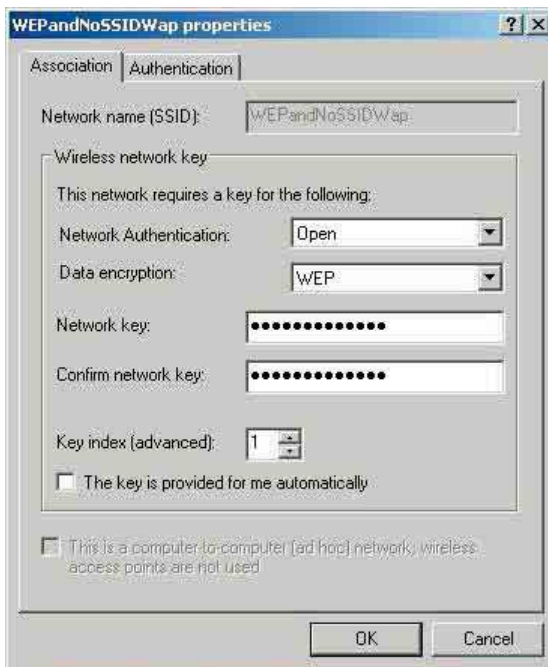 WEPandNoSSIDWap properties
Association
Authentication
Network name (SSID):
WEPandNoSSIDWap
Wireless network key
This network requires a key for the following:
Network Authentication:
Open
Data encryption:
WEP
Network key:
•••••••••••••
Confirm network key:
•••••••••••••
Key index (advanced):
1
The key is provided for me automatically
This is a computer-to-computer (ad hoc) network; wireless
access points are not used
OK
Cancel